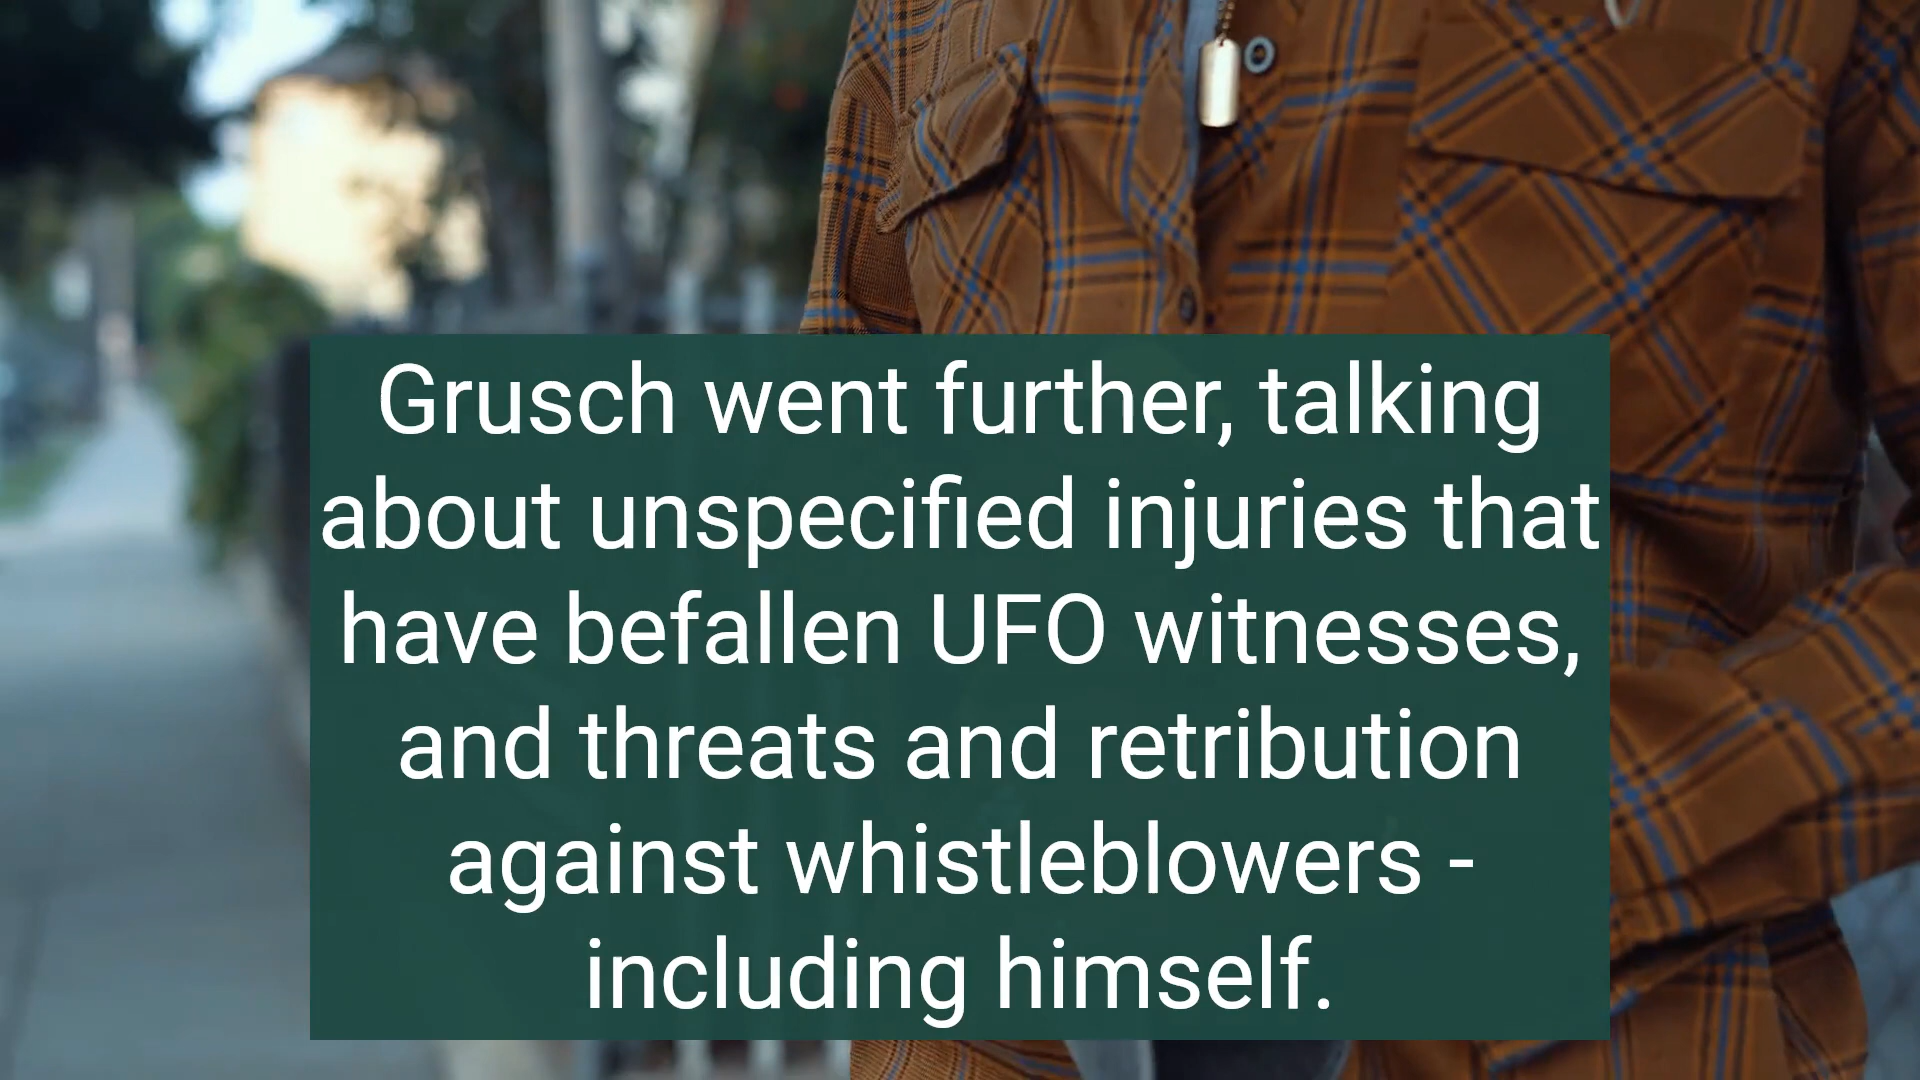 Grusch went further, talking
about unspecified injuries that
have befallen UFO witnesses,
and threats and retribution
against whistleblowers -
including himself.